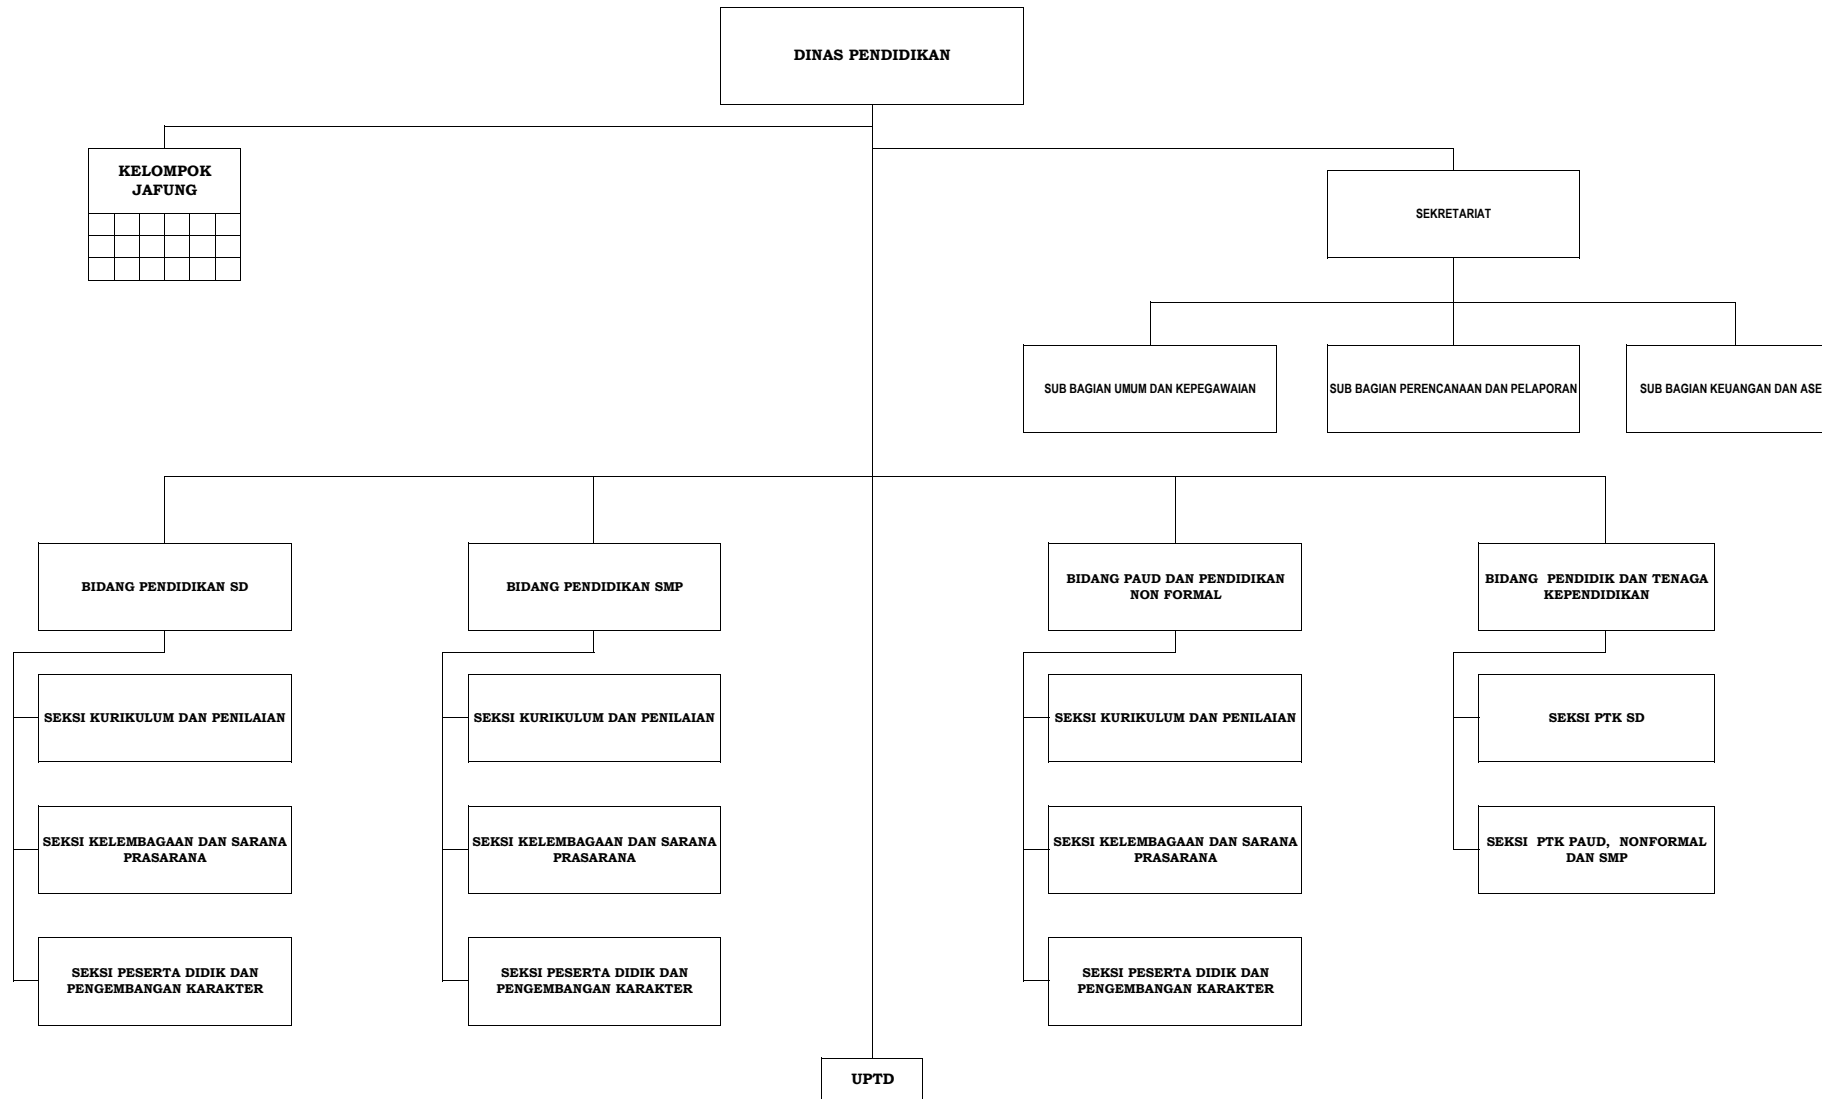 DINAS PENDIDIKAN
KELOMPOK
JAFUNG
SEKRETARIAT
SUB BAGIAN UMUM DAN KEPEGAWAIAN
SUB BAGIAN PERENCANAAN DAN PELAPORAN
SUB BAGIAN KEUANGAN DAN ASE
BIDANG PENDIDIKAN SD
BIDANG PENDIDIKAN SMP
BIDANG PAUD DAN PENDIDIKAN
NON FORMAL
BIDANG  PENDIDIK DAN TENAGA
KEPENDIDIKAN
SEKSI KURIKULUM DAN PENILAIAN
SEKSI KURIKULUM DAN PENILAIAN
SEKSI KURIKULUM DAN PENILAIAN
SEKSI PTK SD
SEKSI KELEMBAGAAN DAN SARANA
PRASARANA
SEKSI KELEMBAGAAN DAN SARANA
PRASARANA
SEKSI KELEMBAGAAN DAN SARANA
PRASARANA
SEKSI  PTK PAUD,  NONFORMAL
DAN SMP
SEKSI PESERTA DIDIK DAN
PENGEMBANGAN KARAKTER
SEKSI PESERTA DIDIK DAN
PENGEMBANGAN KARAKTER
SEKSI PESERTA DIDIK DAN
PENGEMBANGAN KARAKTER
UPTD